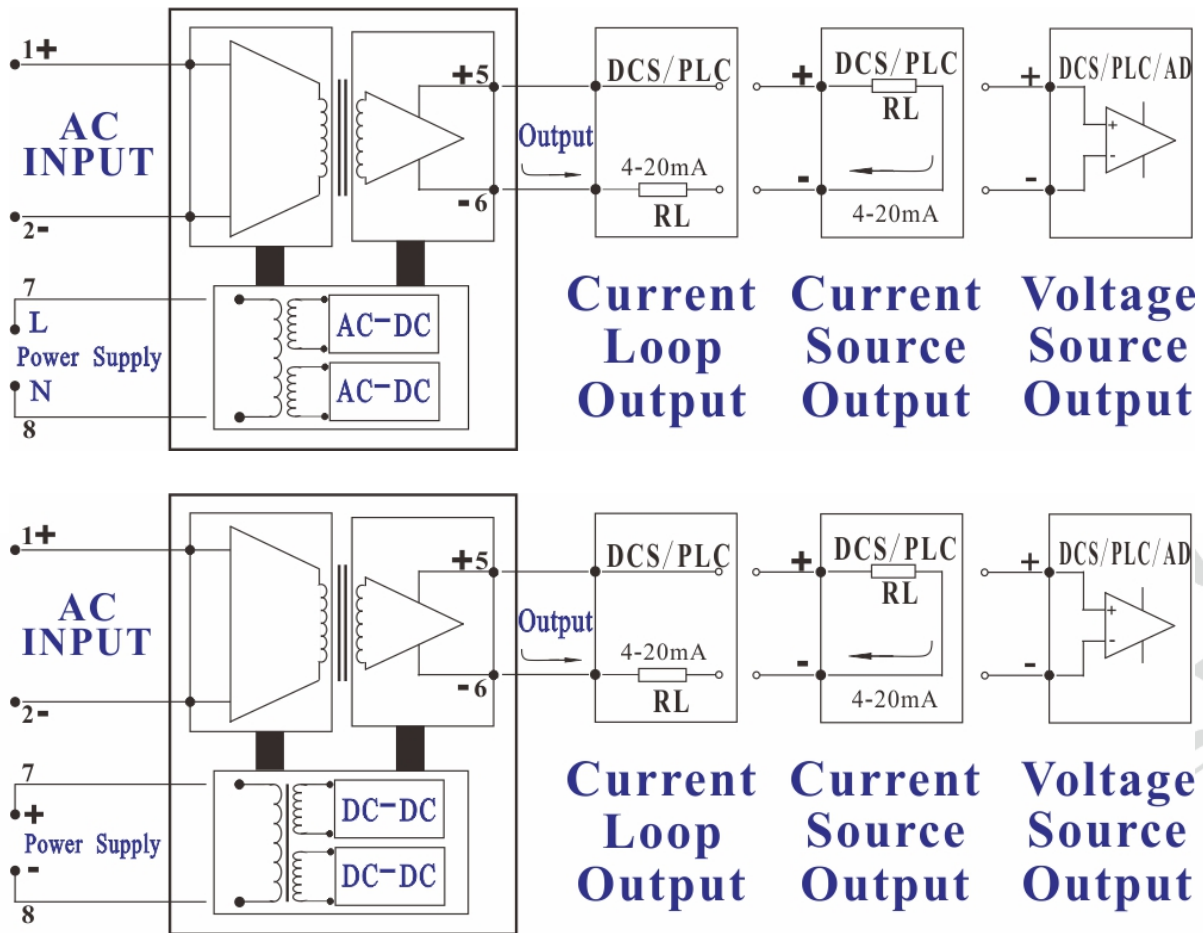 1+
AC
INPUT
2-
7
L
Power Supply
N
8
+5
-6
AC-DC
AC-DC
Output
DCS/PLC
4-20mA
RL
Current
Loop
Output
+
DCS/PLC
RL
-
4-20mA
Current
Source
Output
+
DCS/PLC/AD
+
-
-
Voltage
Source
Output
1+
AC
INPUT
2-
7
+
Power Supply
-
8
+5
-6
DC-DC
DC-DC
Output
DCS/PLC
4-20mA
RL
Current
Loop
Output
+
DCS/PLC
RL
-
4-20mA
Current
Source
Output
+
DCS/PLC/AD
+
-
-
Voltage
Source
Output